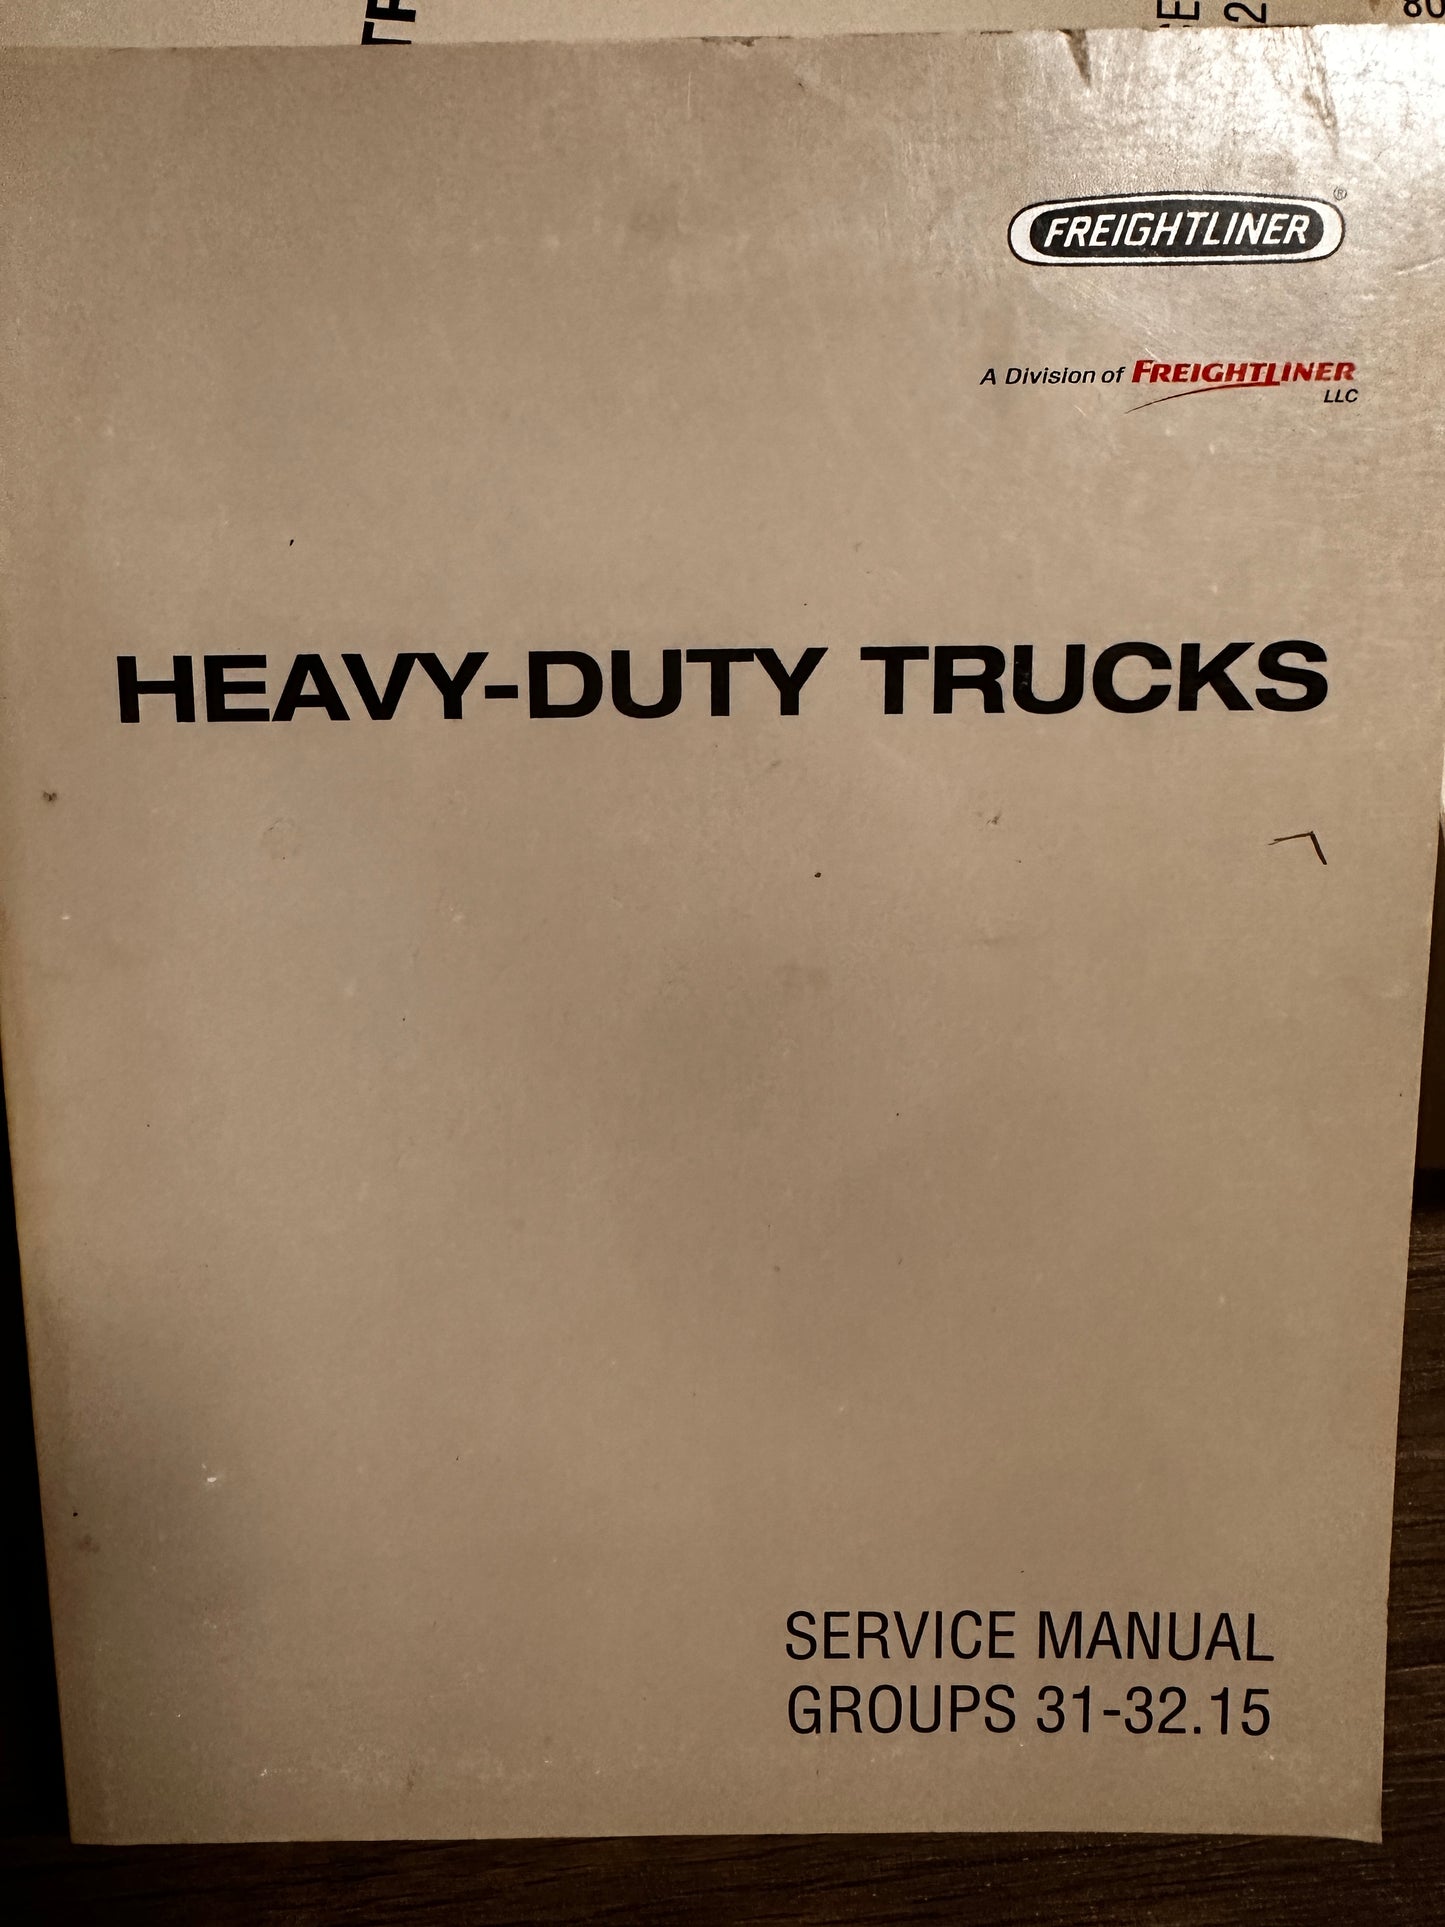 FREIGHTLINER®
A Division of FREIGHTLINER
LLC
HEAVY-DUTY TRUCKS
SERVICE MANUAL
GROUPS 31-32.15